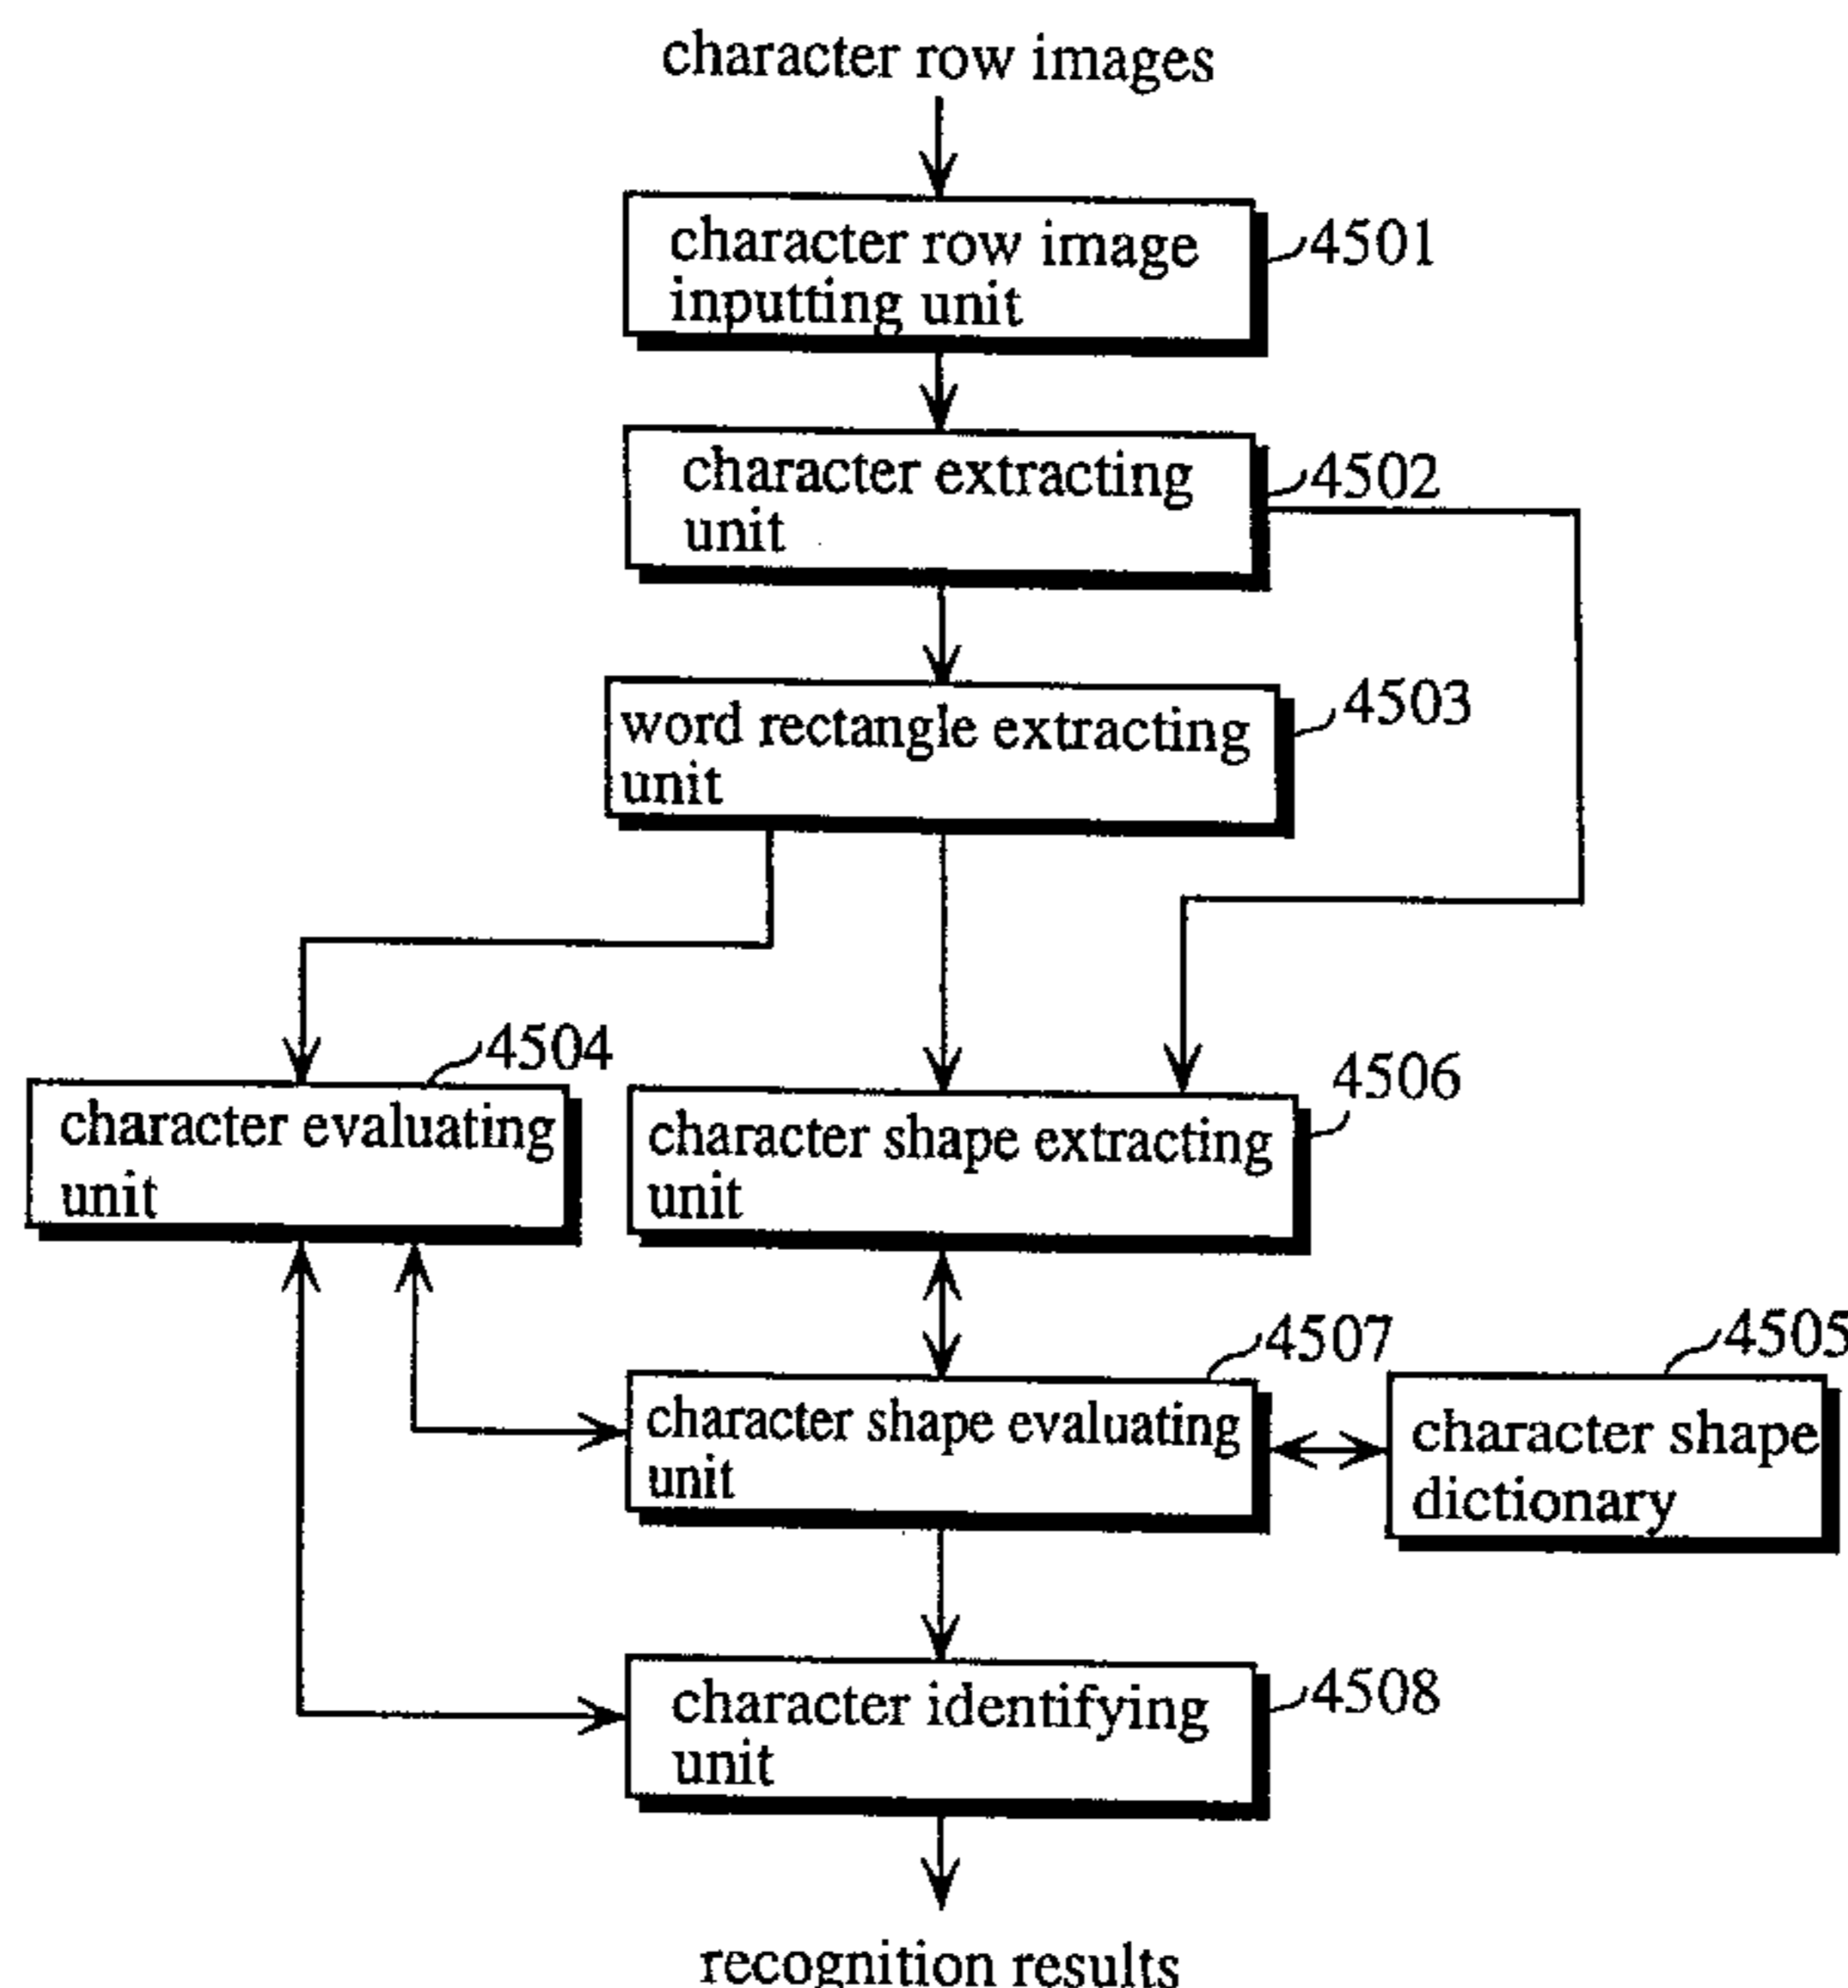 character row images
character row image
inputting unit
4501
character extracting
unit
4502
word rectangle extracting
unit
4503
4504
character evaluating
unit
4506
character shape extracting
unit
4507
character shape evaluating
unit
4505
character shape
dictionary
character identifying
unit
4508
recognition results